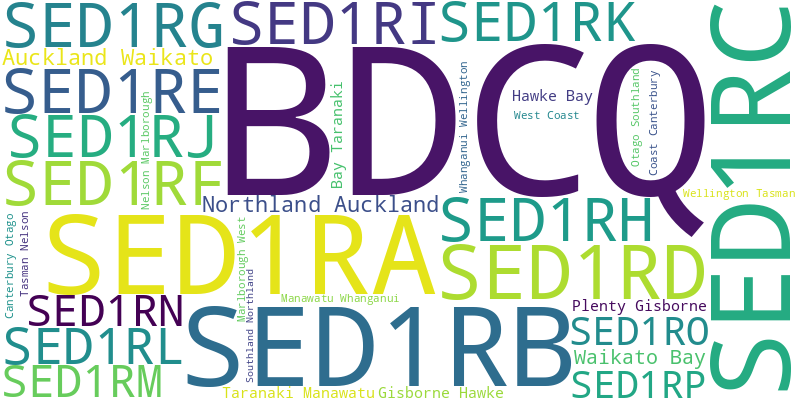 SED1RG
SED1RI
SED1RK
SED1RC
Auckland Waikato
BDCQ
SED1RE
Nelson Marlborough
Bay Taranaki
Whanganui Wellington
Hawke Bay
West Coast
Otago Southland
Coast Canterbury
SED1RJ
SED1RF
Wellington Tasman
Northland Auckland
SED1RH
Canterbury Otago
Tasman Nelson
SED1RA
Marlborough West
Southland Northland
SED1RD
Manawatu Whanganui
SED1RN
SED1RB
Plenty Gisborne
SED1RO
SED1RL
Waikato Bay
SED1RM
SED1RP
Taranaki Manawatu
Gisborne Hawke